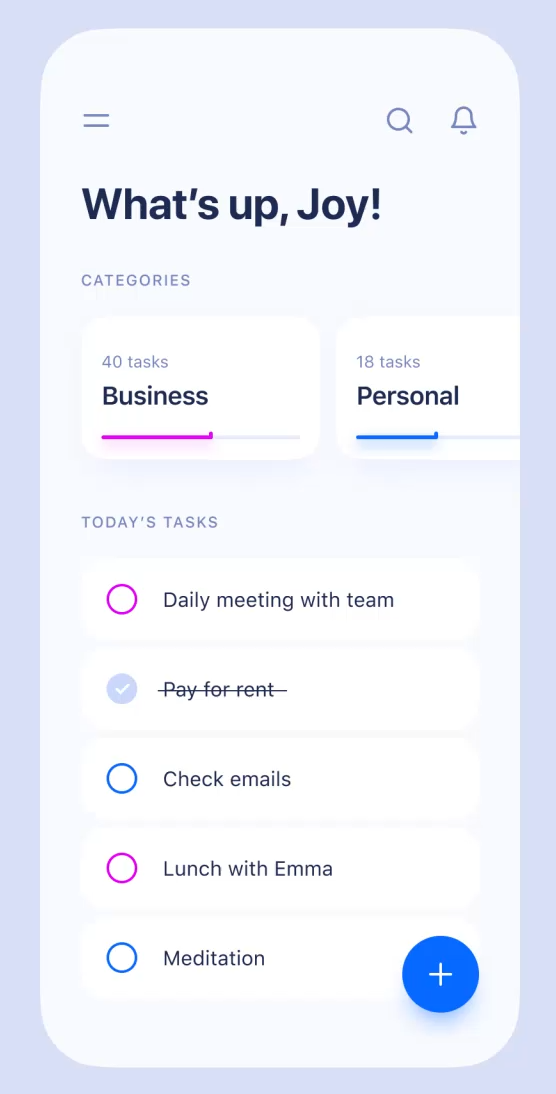 What’s up, Joy!
CATEGORIES
40 tasks
Business
18 tasks
Personal
TODAY’S TASKS
Daily meeting with team
Pay for rent
Check emails
Lunch with Emma
Meditation